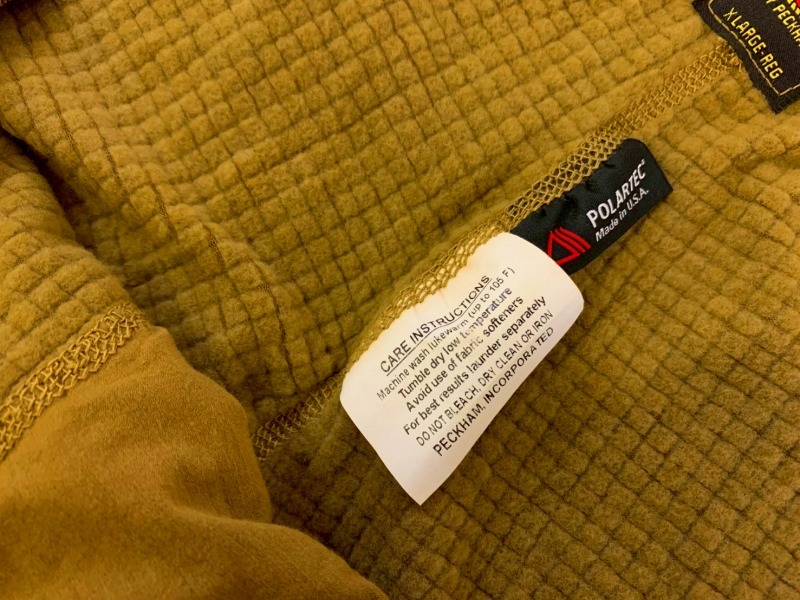 PECKHAM
X LARGE-REG
POLARTEC
Made in U.S.A.
CARE INSTRUCTIONS
Machine wash lukewarm (up to 105 F)
Tumble dry low temperature
Avoid use of fabric softeners
For best results launder separately
DO NOT BLEACH, DRY CLEAN OR IRON
PECKHAM, INCORPORATED